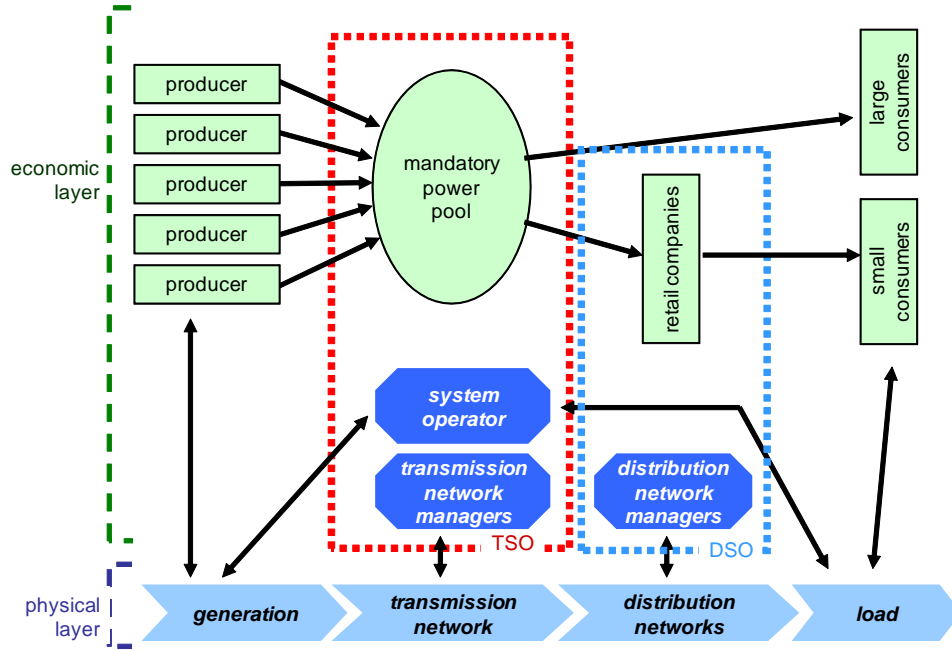 producer
producer
producer
producer
producer
economic
layer
mandatory
power
pool
large
consumers
retail companies
small
consumers
system
operator
transmission
network
managers
TSO
distribution
network
managers
DSO
physical
layer
generation
transmission
network
distribution
networks
load